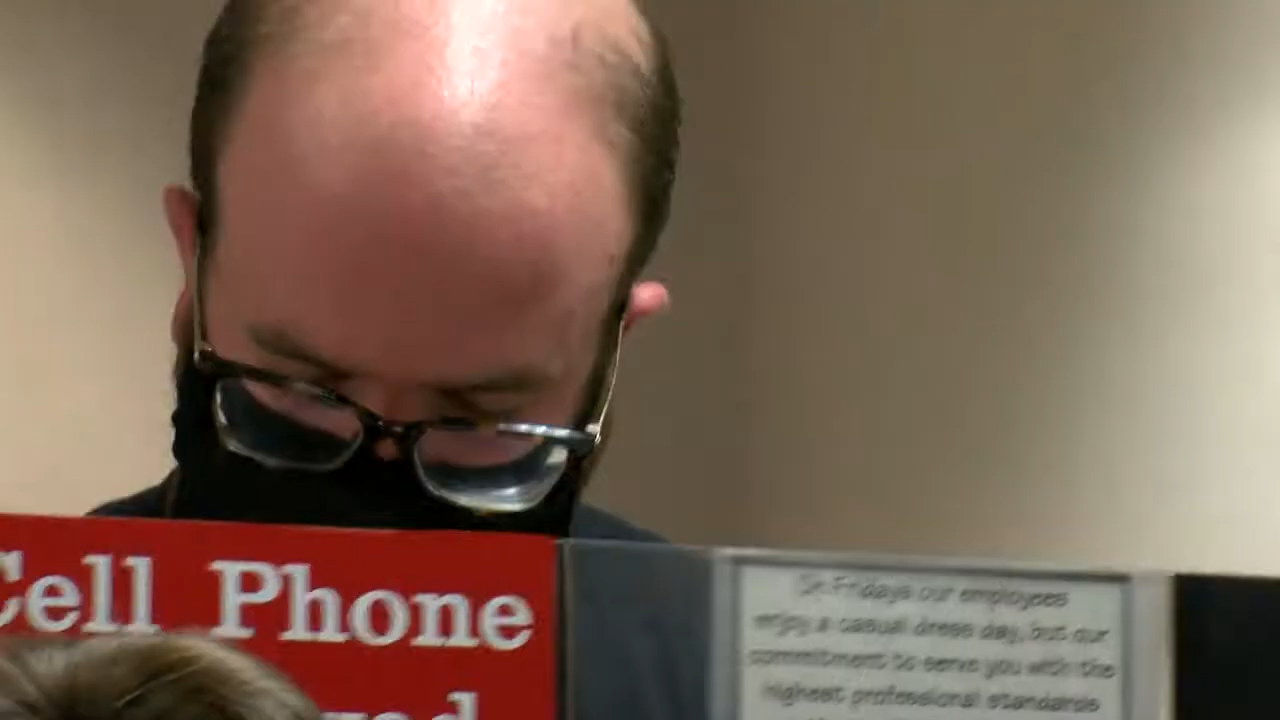 Cell Phone
On Fridays our employees
enjoy a casual dress day, but our
commitment to serve you with the
highest professional standards